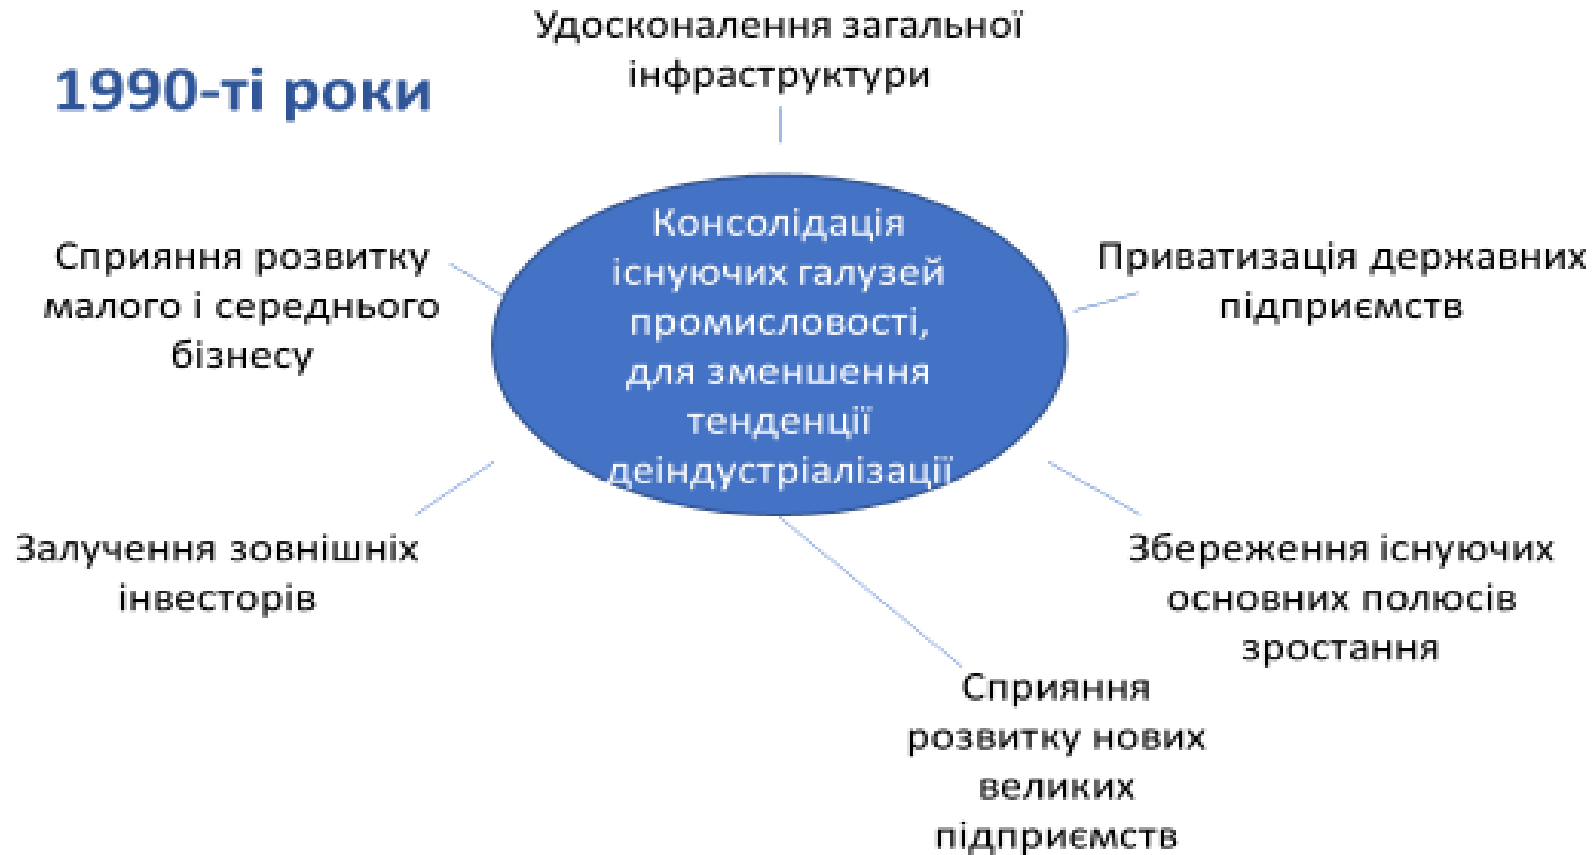 1990-ті роки
Удосконалення загальної
інфраструктури
Консолідація
існуючих галузей
промисловості,
для зменшення
тенденції
деіндустріалізації
Сприяння розвитку
малого і середнього
бізнесу
Приватизація державних
підприємств
Залучення зовнішніх
інвесторів
Збереження існуючих
основних полюсів
зростання
Сприяння
розвитку нових
великих
підприємств